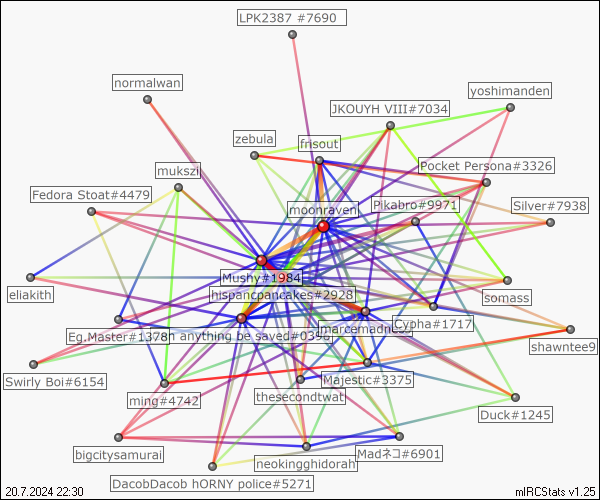 LPK2387 #7690
normalwan
yoshimanden
JKOUYH VIII#7034
zebula
frisout
mukszi
Pocket Persona#3326
Fedora Stoat#4479
moonraven
Pikabro#9971
Silver#7938
Mushy#1984
eliakith
hispancpancakes#2928
somass
Eg.Master#1378
n anything be saved#0398
marcemadness
Cypha#1717
shawntee9
Swirly Boi#6154
Majestic#3375
ming#4742
thesecondtwat
Duck#1245
bigcitysamurai
neokingghidorah
Madネコ#6901
DacobDacob hORNY police#5271
20.7.2024 22:30
mIRCStats v1.25